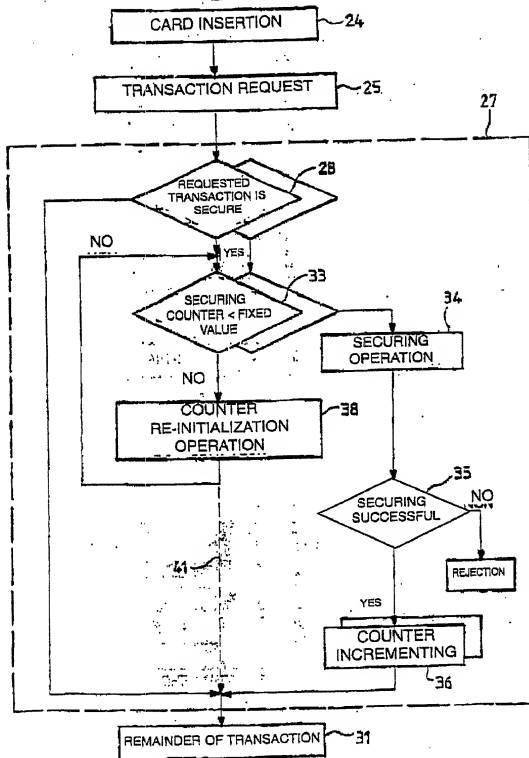 CARD INSERTION
24
TRANSACTION REQUEST
25
27
28
REQUESTED
TRANSACTION IS
SECURE
NO
YES
33
SECURING
COUNTER < FIXED
VALUE
34
SECURING
OPERATION
NO
COUNTER
RE-INITIALIZATION
OPERATION
38
35
SECURING
SUCCESSFUL
NO
NON
41
REJECTION
YES
COUNTER
INCREMENTING
36
REMAINDER OF TRANSACTION
31